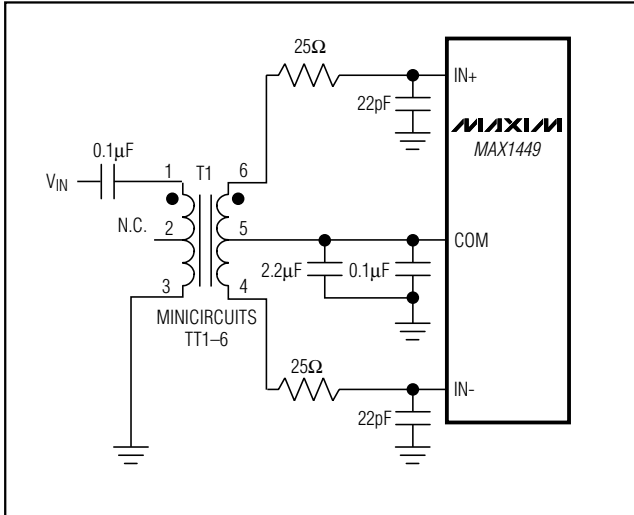 25Ω
IN+
22pF
MAXIM
MAX1449
0.1μF
1
T1
6
VIN
N.C.
2
5
COM
2.2μF
0.1μF
3
4
MINICIRCUITS
TT1–6
25Ω
IN-
22pF